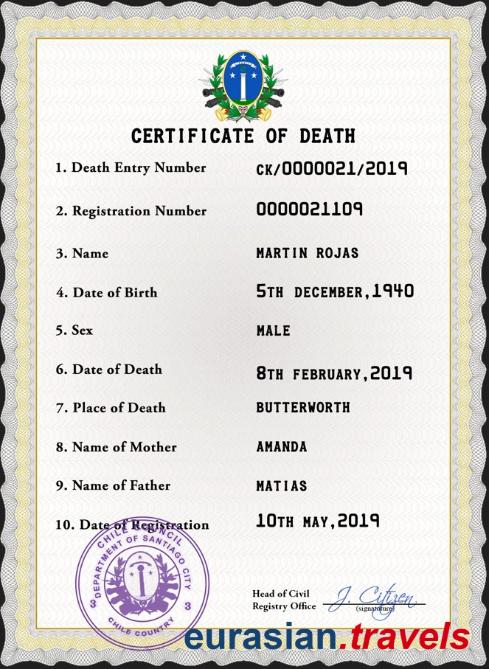 CERTIFICATE OF DEATH
1. Death Entry Number CK/0000021/2019
2. Registration Number 0000021109
3. Name MARTIN ROJAS
4. Date of Birth 5TH DECEMBER,1940
5. Sex MALE
6. Date of Death 8TH FEBRUARY,2019
7. Place of Death BUTTERWORTH
8. Name of Mother AMANDA
9. Name of Father MATIAS
10. Date of Registration 10TH MAY,2019
CHILE COUNCIL
DEPARTMENT OF SANTIAGO CITY
3 3
CHILE COUNTRY
Head of Civil
Registry Office J. Citizen
(signature)
eurasian.travels